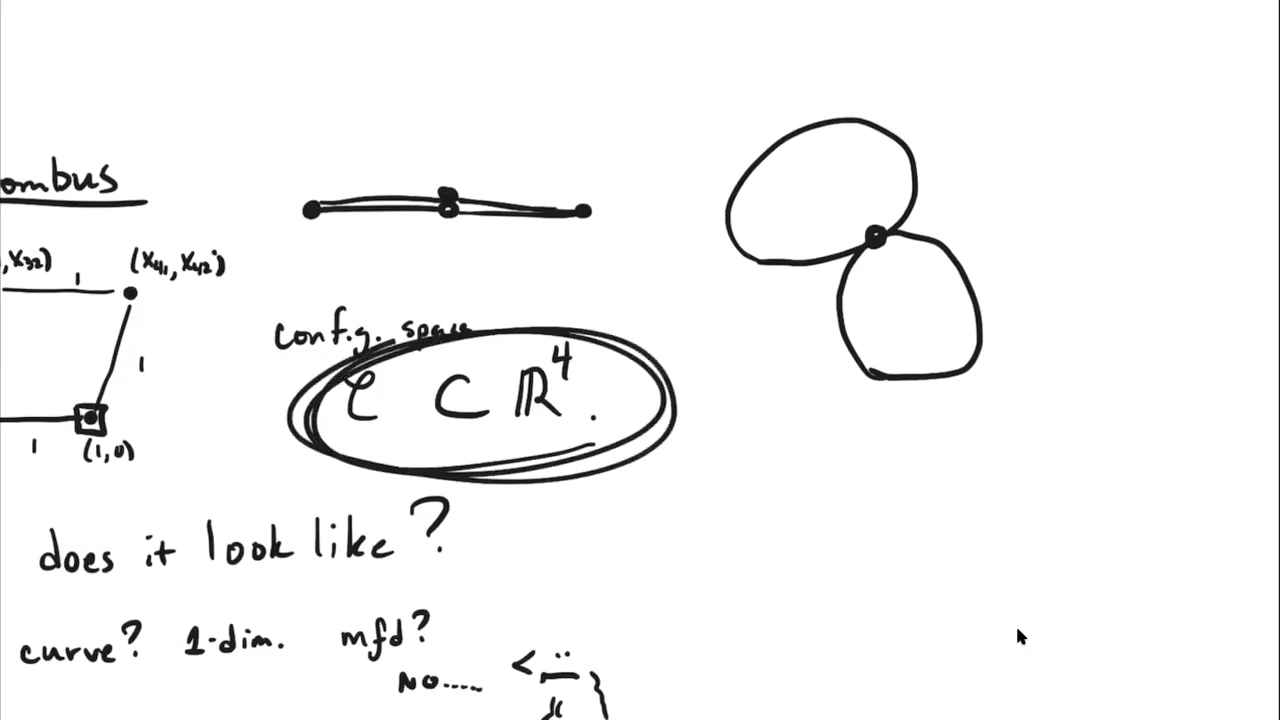 ombus
,x₃₂) 1 (x₄₁, x₄₂)
1
1 (1,0)
config. space
C ⊂ ℝ⁴.
does it look like?
curve? 1-dim. mfd?
NO.....